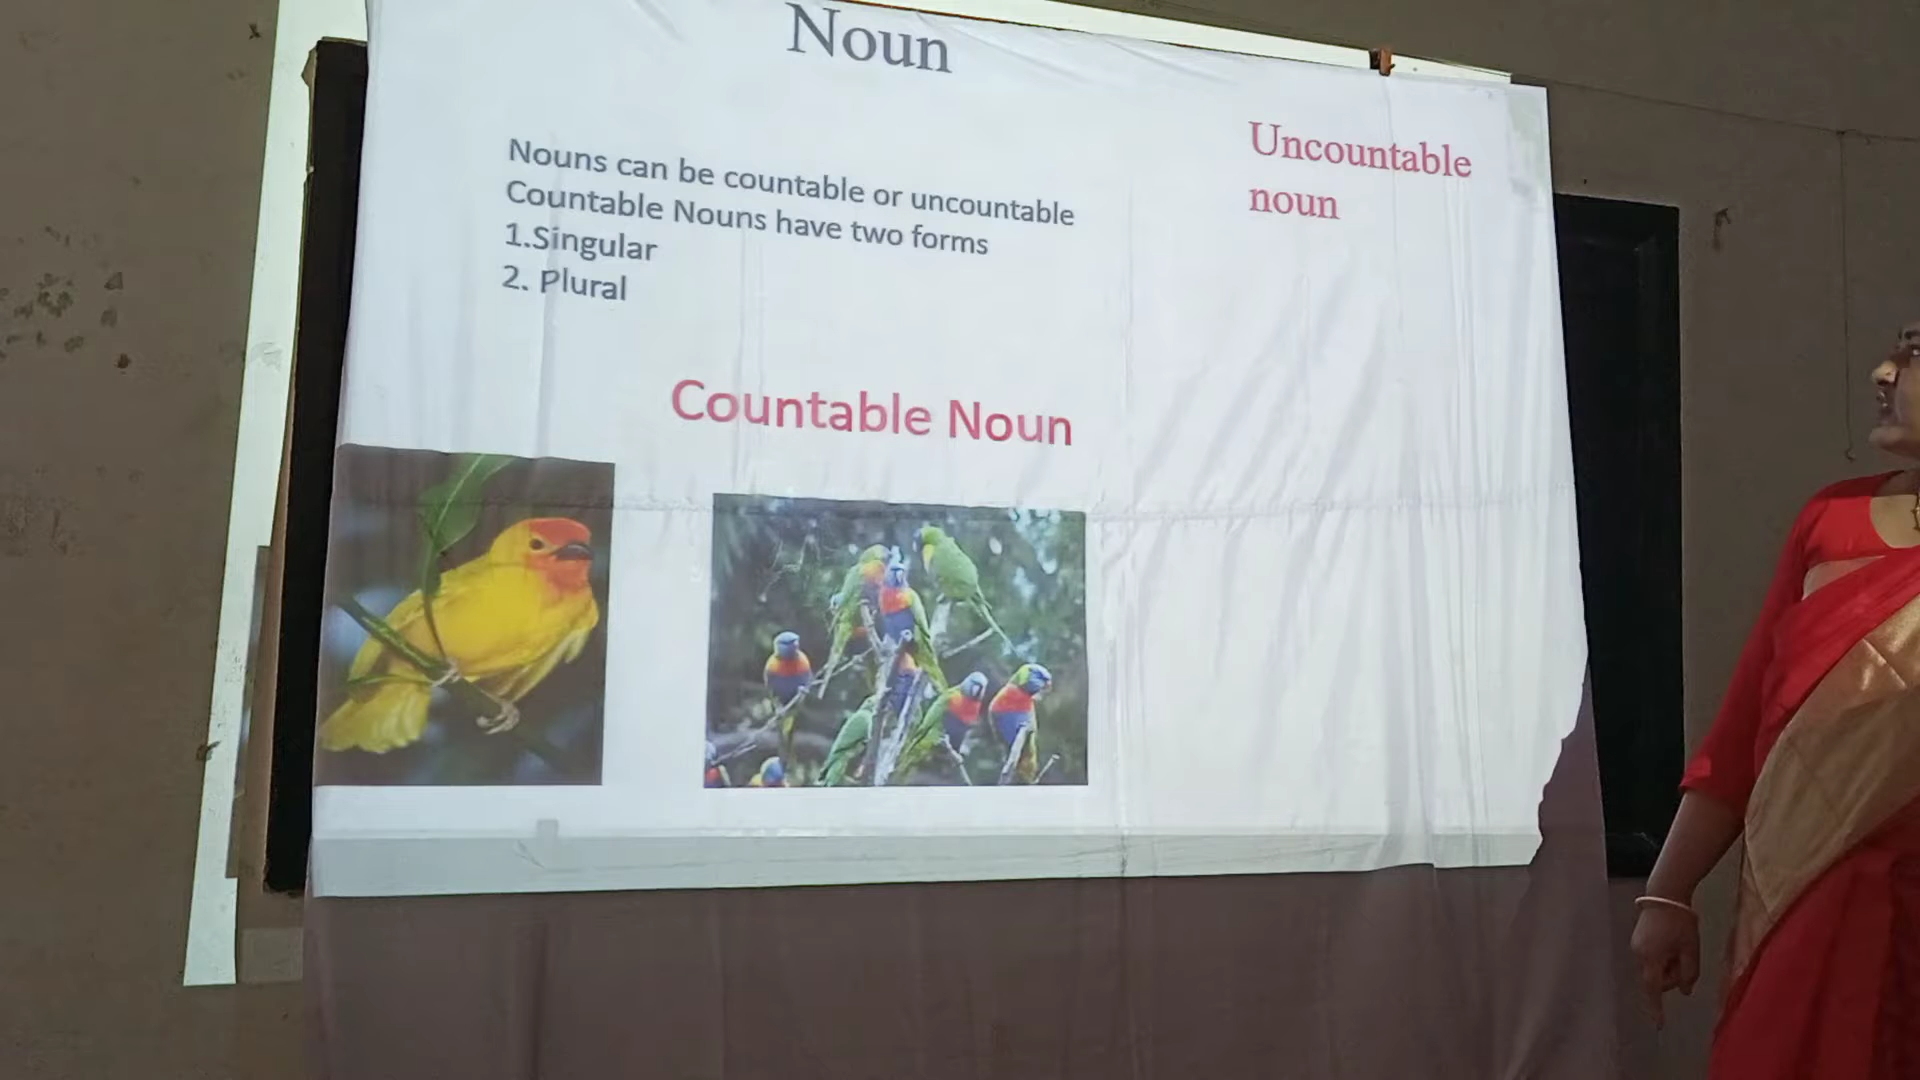 Noun
Nouns can be countable or uncountable
Countable Nouns have two forms
1.Singular
2. Plural
Uncountable
noun
Countable Noun